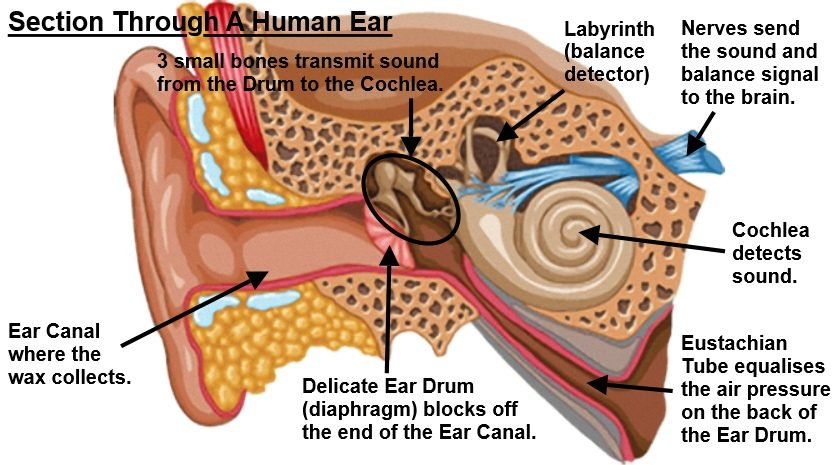 Section Through A Human Ear
3 small bones transmit sound
from the Drum to the Cochlea.
Labyrinth
(balance
detector)
Nerves send
the sound and
balance signal
to the brain.
Cochlea
detects
sound.
Ear Canal
where the
wax collects.
Delicate Ear Drum
(diaphragm) blocks off
the end of the Ear Canal.
Eustachian
Tube equalises
the air pressure
on the back of
the Ear Drum.